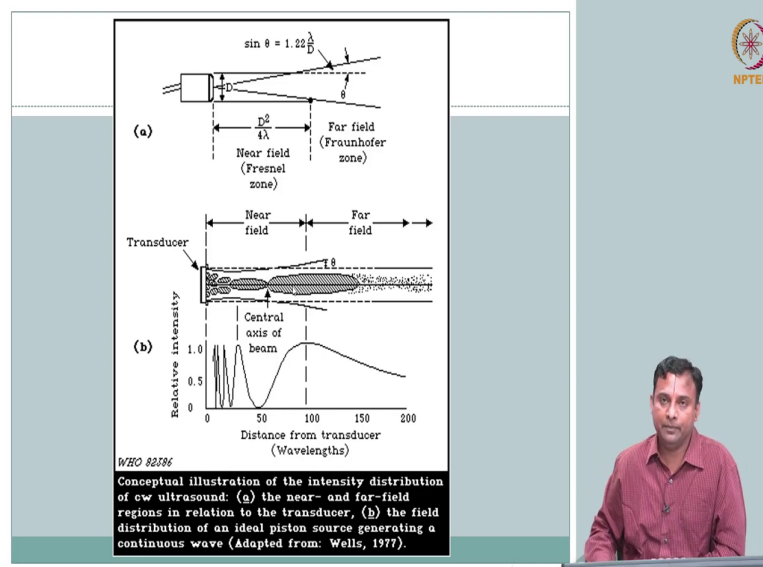 sin θ = 1.22 λ/D
D
θ
(a)
D²/4λ
Near field
(Fresnel
zone)
Far field
(Fraunhofer
zone)
Near
field
Far
field
Transducer
θ
Central
axis of
beam
(b)
Relative intensity
1.0
0.5
0
0 50 100 150 200
Distance from transducer
(Wavelengths)
WHO 82386
Conceptual illustration of the intensity distribution
of cw ultrasound: (a) the near- and far-field
regions in relation to the transducer, (b) the field
distribution of an ideal piston source generating a
continuous wave (Adapted from: Wells, 1977).
NPTEL